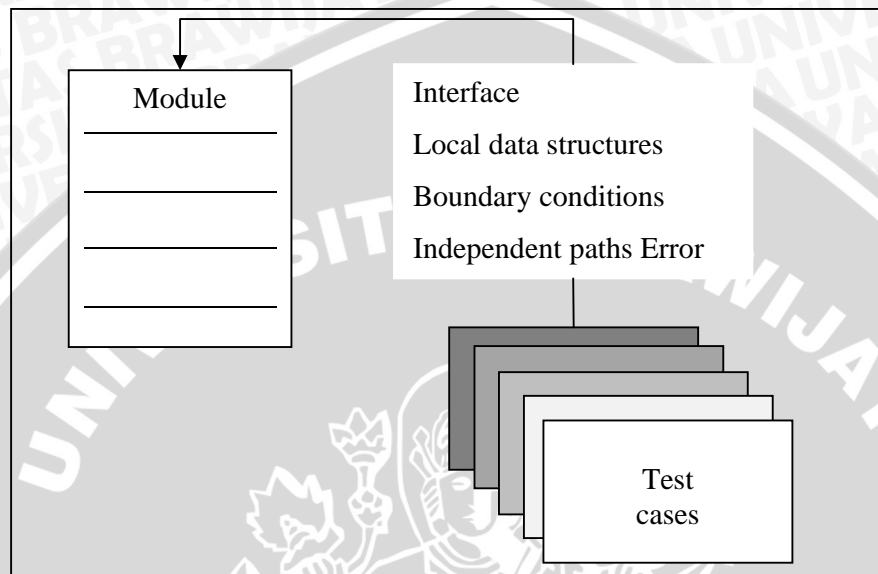 Module
Interface
Local data structures
Boundary conditions
Independent paths Error
Test
cases